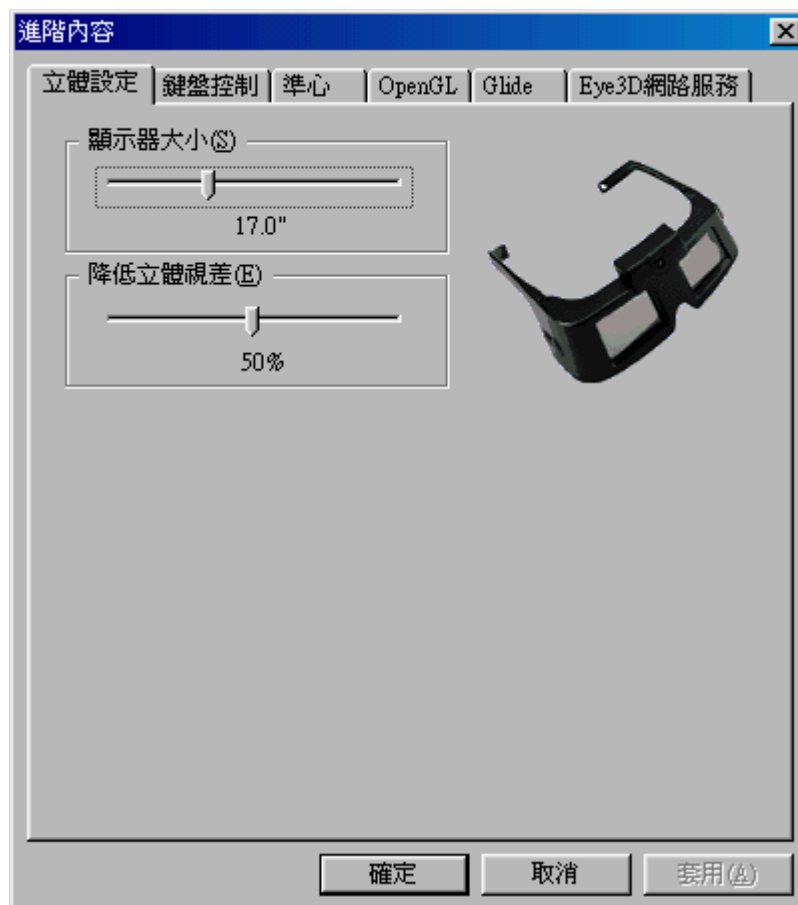 進階內容
立體設定 鍵盤控制 準心 OpenGL Glide Eye3D網路服務
顯示器大小(S)
17.0"
降低立體視差(E)
50%
確定 取消 套用(A)